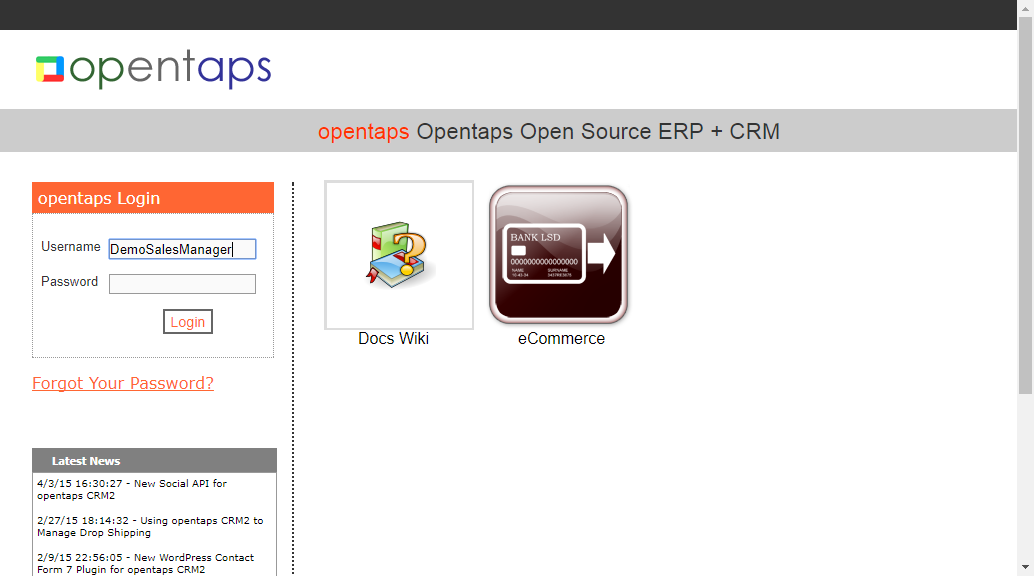 opentaps
opentaps Opentaps Open Source ERP + CRM
opentaps Login
Username DemoSalesManager
Password
Login
Forgot Your Password?
BANK LSD
Docs Wiki
eCommerce
Latest News
4/3/15 16:30:27 - New Social API for
opentaps CRM2
2/27/15 18:14:32 - Using opentaps CRM2 to
Manage Drop Shipping
2/9/15 22:56:05 - New WordPress Contact
Form 7 Plugin for opentaps CRM2